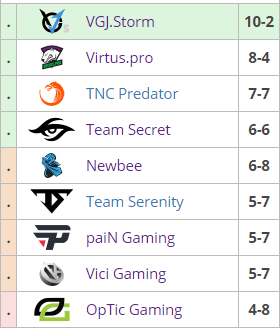 . VGJ.Storm 10-2
. Virtus.pro 8-4
. TNC Predator 7-7
. Team Secret 6-6
. Newbee 6-8
. Team Serenity 5-7
. paiN Gaming 5-7
. Vici Gaming 5-7
. OpTic Gaming 4-8